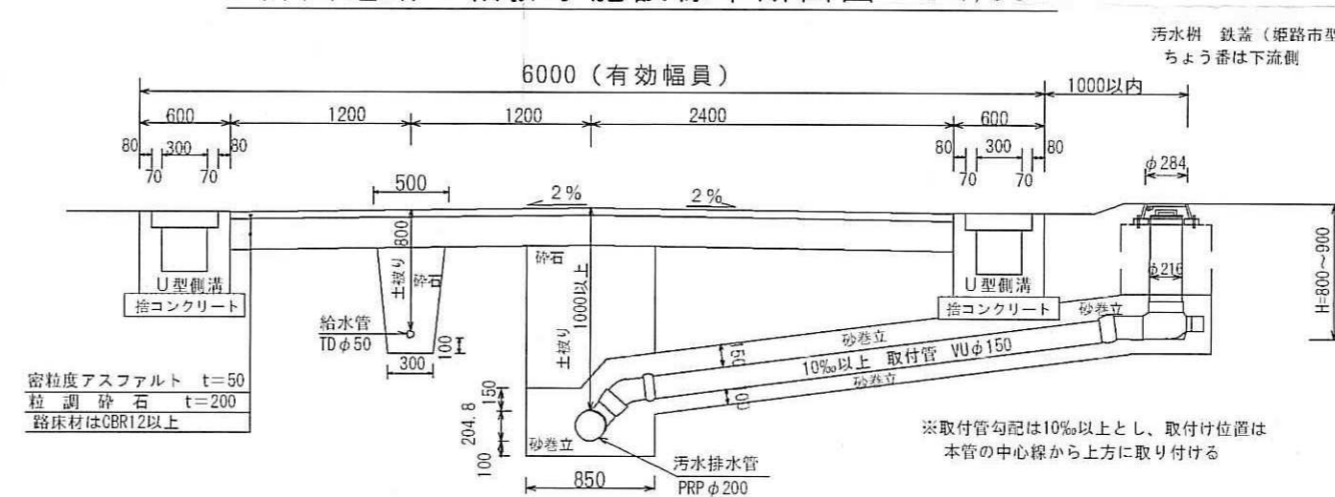 汚水桝 鉄蓋（姫路市型
ちょう番は下流側
6000（有効幅員）
1000以内
600
1200
1200
2400
600
80
300
80
80
300
80
70
70
70
70
φ284
500
2%
2%
土被り 800
砕石
砕石
土被り 1000以上
U型側溝
捨コンクリート
U型側溝
捨コンクリート
φ216
H=800～900
給水管
TDφ50
100
300
砂巻立
砂巻立
150
10‰以上 取付管 VUφ150
砂巻立
密粒度アスファルト t=50
粒調砕石 t=200
路床材はCBR12以上
150
204.8
100
砂巻立
850
汚水排水管
PRPφ200
※取付管勾配は10‰以上とし、取付け位置は
本管の中心線から上方に取り付ける